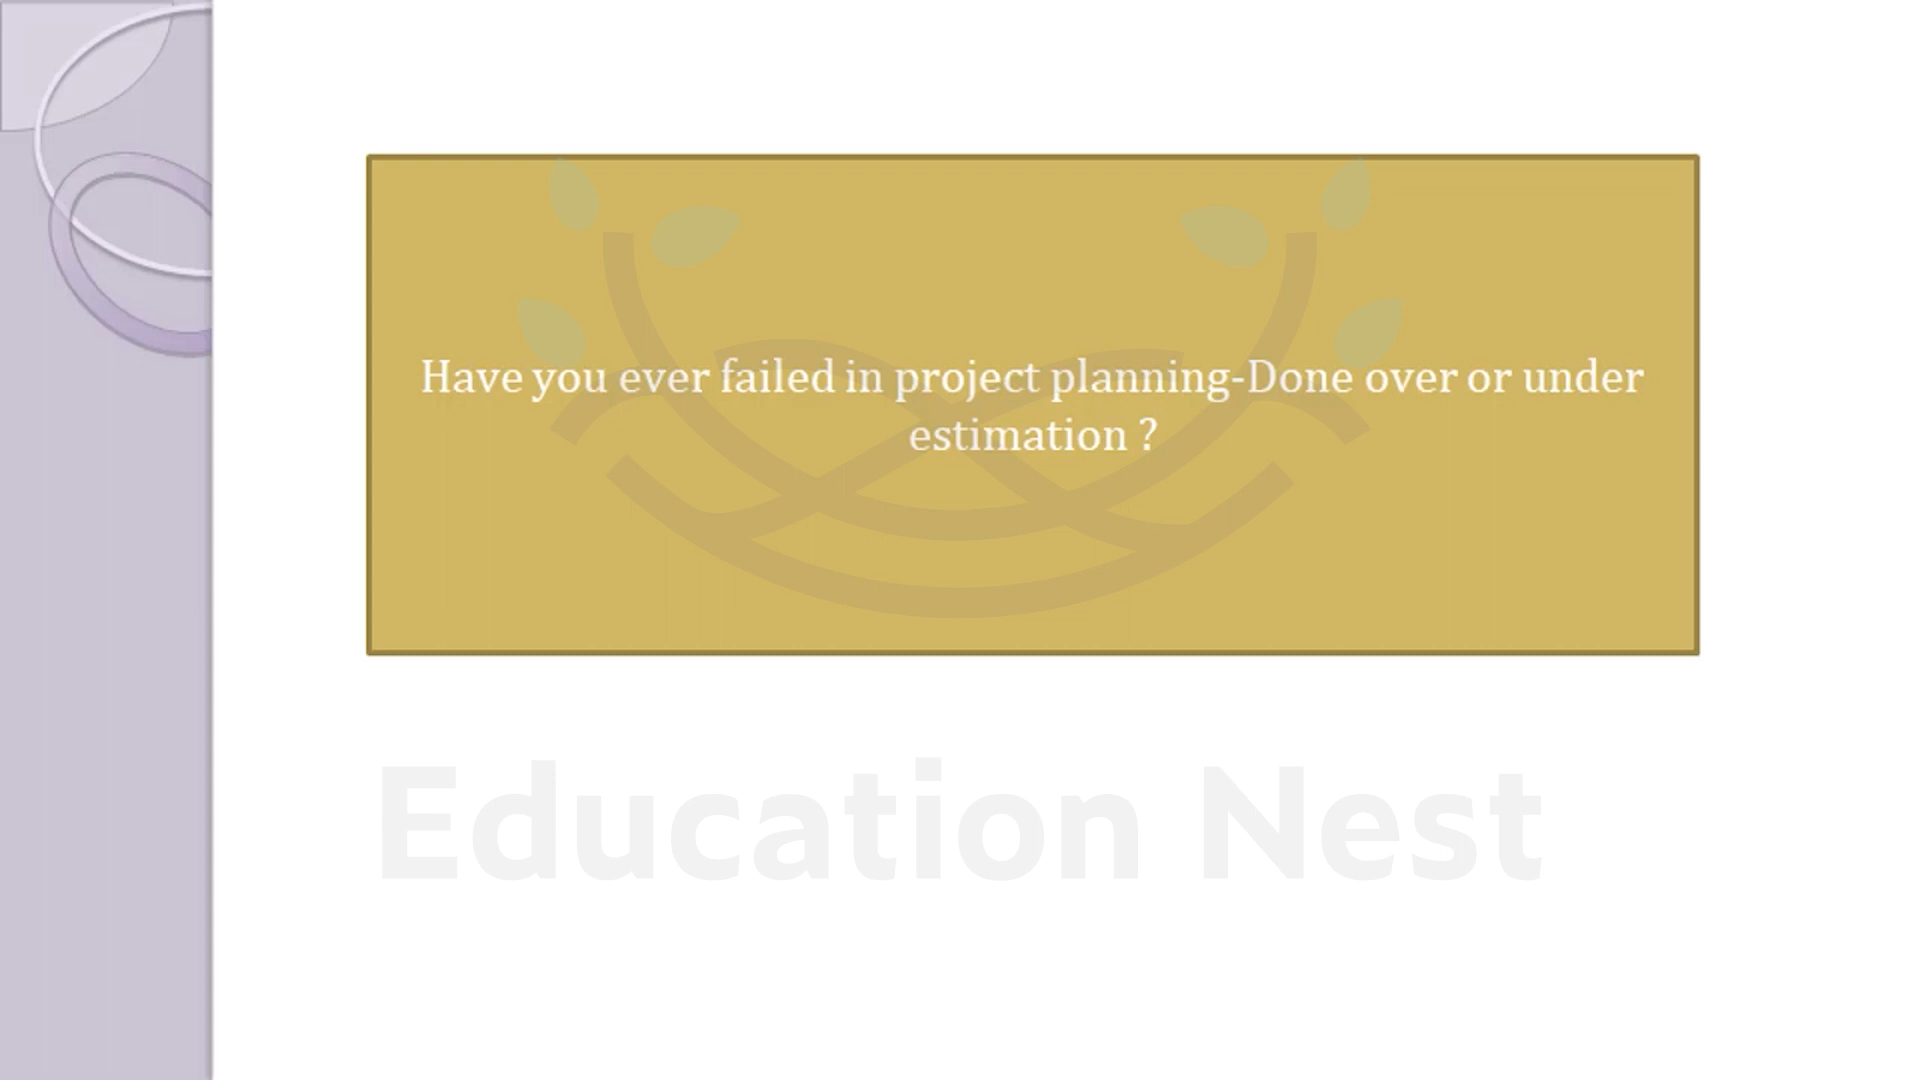 Have you ever failed in project planning-Done over or under
estimation ?
Education Nest